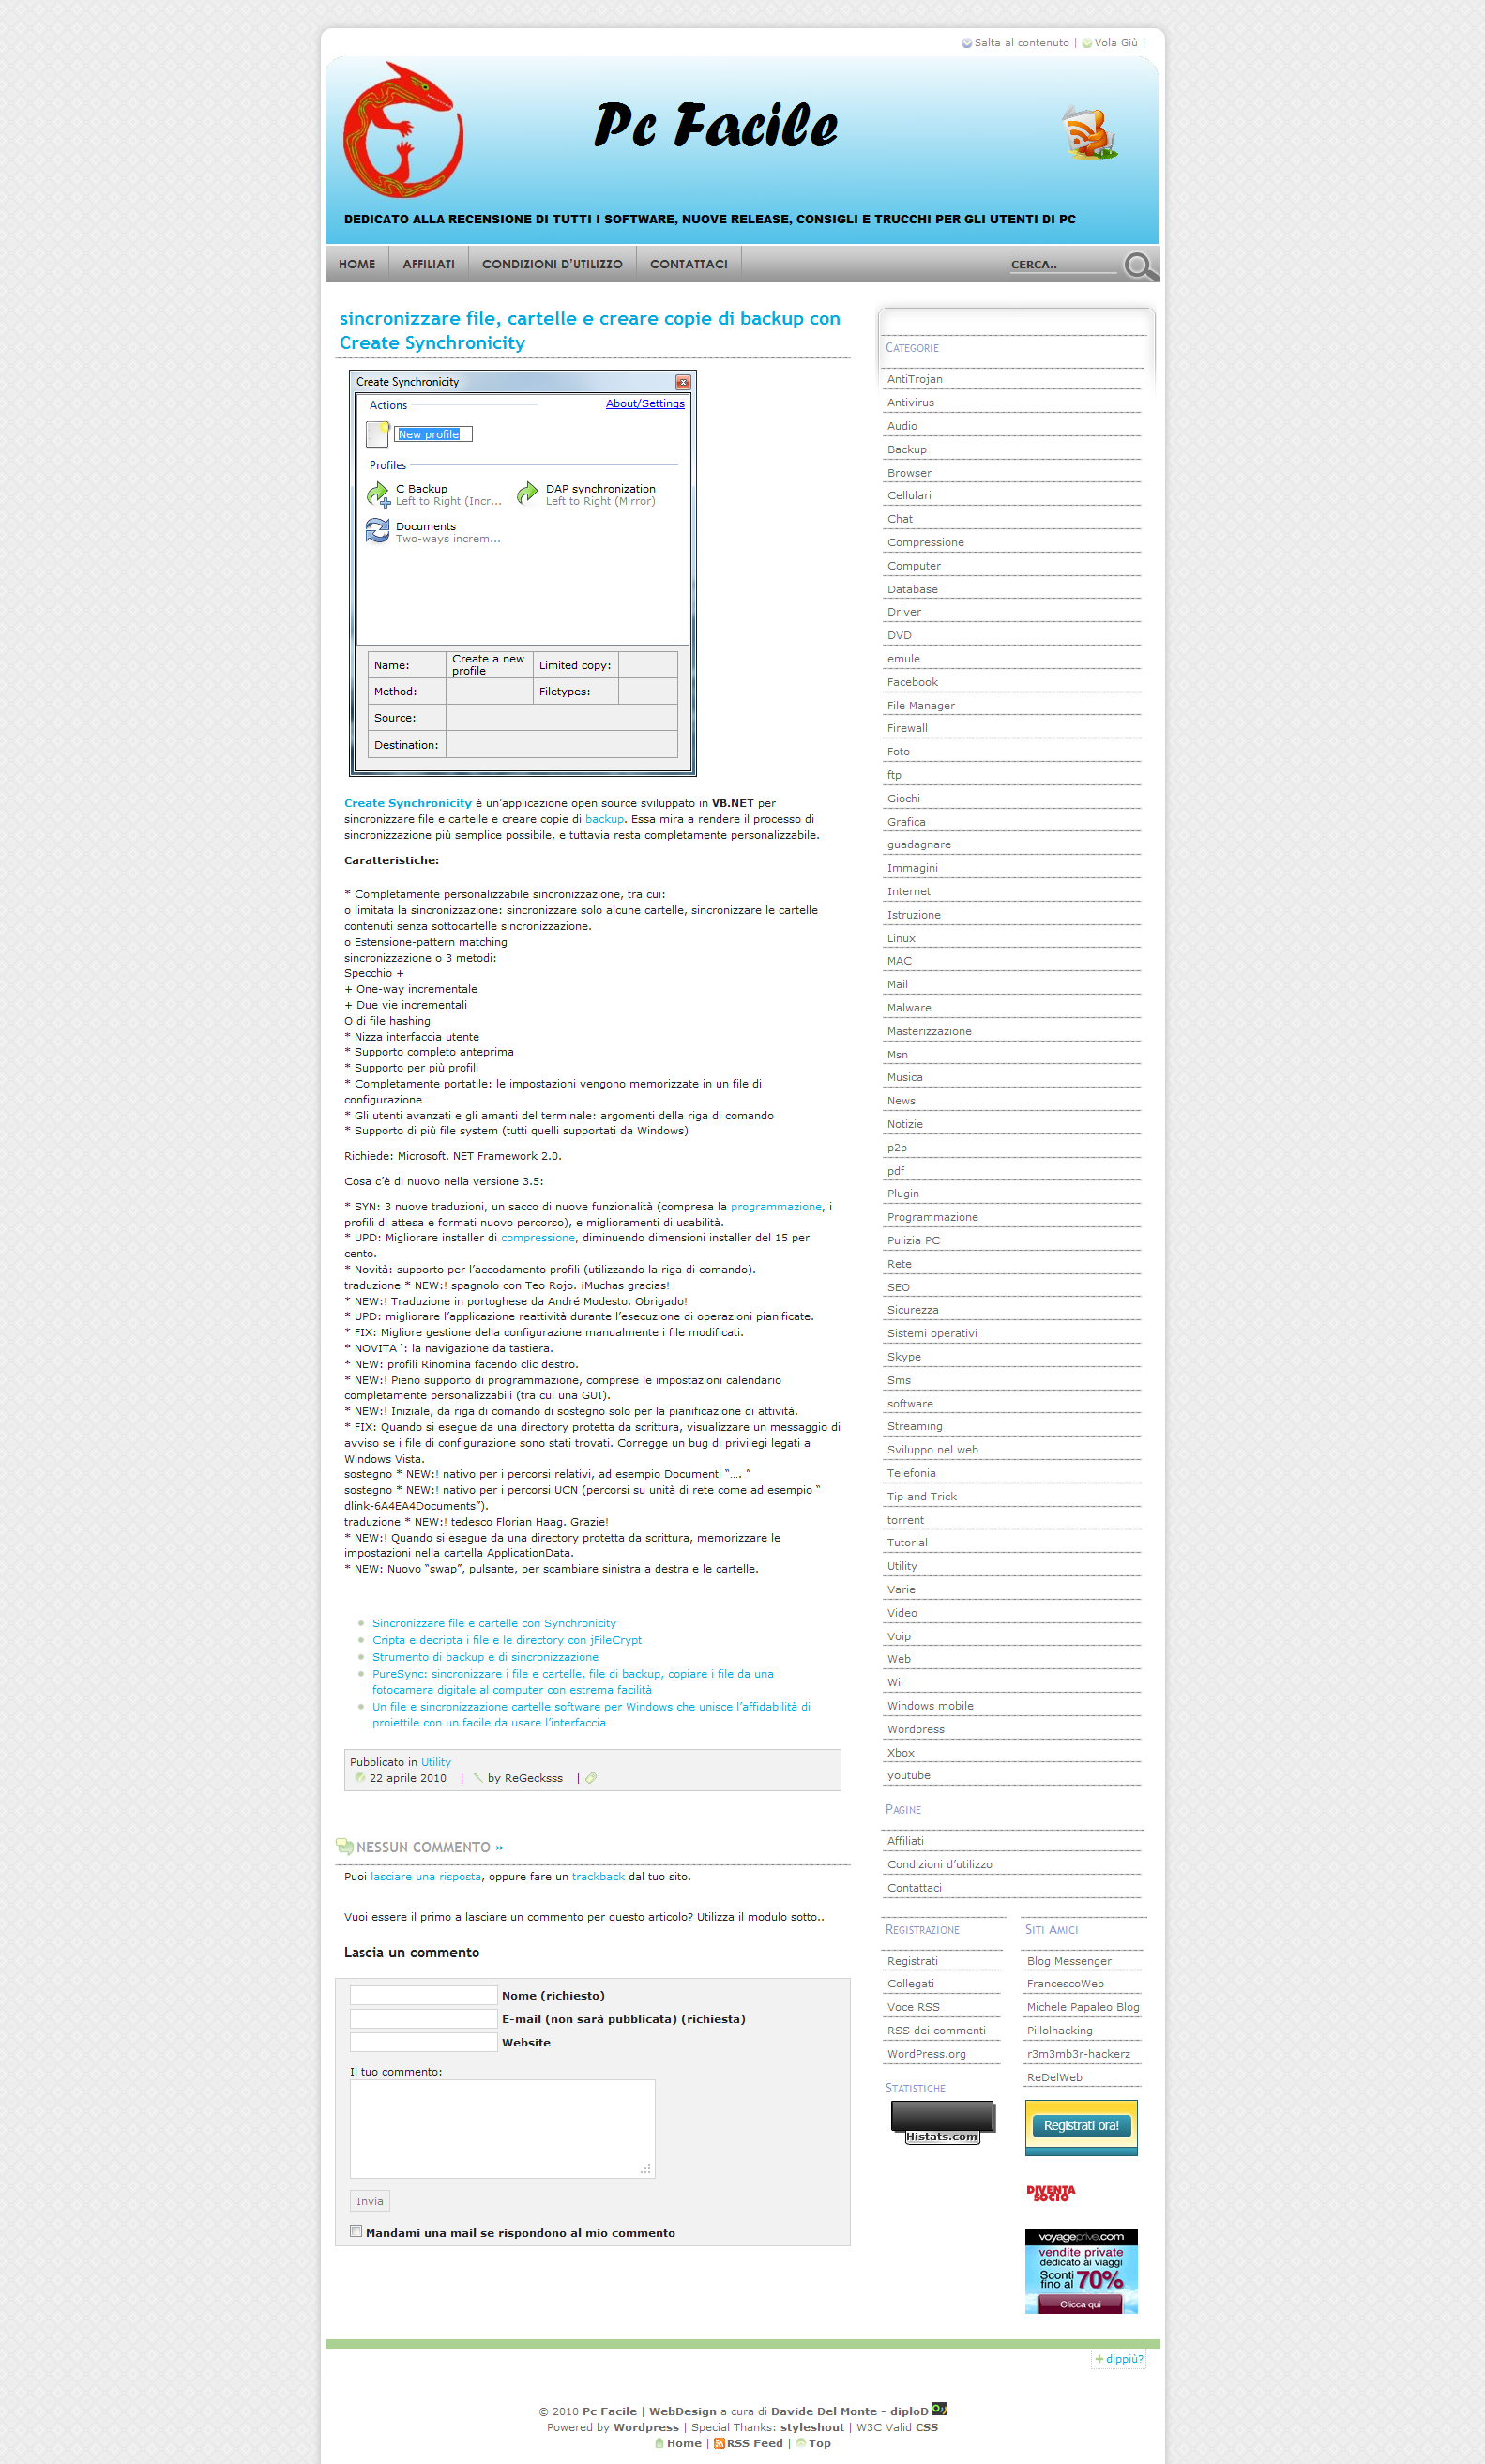 Salta al contenuto | Vola Giù |
Pc Facile
DEDICATO ALLA RECENSIONE DI TUTTI I SOFTWARE, NUOVE RELEASE, CONSIGLI E TRUCCHI PER GLI UTENTI DI PC
HOME AFFILIATI CONDIZIONI D'UTILIZZO CONTATTACI CERCA..
sincronizzare file, cartelle e creare copie di backup con
Create Synchronicity
Create Synchronicity
Actions About/Settings
New profile
Profiles
C Backup
Left to Right (Incr...
DAP synchronization
Left to Right (Mirror)
Documents
Two-ways increm...
Name: Create a new profile Limited copy:
Method: Filetypes:
Source:
Destination:
Create Synchronicity è un'applicazione open source sviluppato in VB.NET per
sincronizzare file e cartelle e creare copie di backup. Essa mira a rendere il processo di
sincronizzazione più semplice possibile, e tuttavia resta completamente personalizzabile.
Caratteristiche:
* Completamente personalizzabile sincronizzazione, tra cui:
o limitata la sincronizzazione: sincronizzare solo alcune cartelle, sincronizzare le cartelle
contenuti senza sottocartelle sincronizzazione.
o Estensione-pattern matching
sincronizzazione o 3 metodi:
Specchio +
+ One-way incrementale
+ Due vie incrementali
O di file hashing
* Nizza interfaccia utente
* Supporto completo anteprima
* Supporto per più profili
* Completamente portatile: le impostazioni vengono memorizzate in un file di
configurazione
* Gli utenti avanzati e gli amanti del terminale: argomenti della riga di comando
* Supporto di più file system (tutti quelli supportati da Windows)
Richiede: Microsoft. NET Framework 2.0.
Cosa c'è di nuovo nella versione 3.5:
* SYN: 3 nuove traduzioni, un sacco di nuove funzionalità (compresa la programmazione, i
profili di attesa e formati nuovo percorso), e miglioramenti di usabilità.
* UPD: Migliorare installer di compressione, diminuendo dimensioni installer del 15 per
cento.
* Novità: supporto per l'accodamento profili (utilizzando la riga di comando).
traduzione * NEW:! spagnolo con Teo Rojo. ¡Muchas gracias!
* NEW:! Traduzione in portoghese da André Modesto. Obrigado!
* UPD: migliorare l'applicazione reattività durante l'esecuzione di operazioni pianificate.
* FIX: Migliore gestione della configurazione manualmente i file modificati.
* NOVITA ': la navigazione da tastiera.
* NEW: profili Rinomina facendo clic destro.
* NEW:! Pieno supporto di programmazione, comprese le impostazioni calendario
completamente personalizzabili (tra cui una GUI).
* NEW:! Iniziale, da riga di comando di sostegno solo per la pianificazione di attività.
* FIX: Quando si esegue da una directory protetta da scrittura, visualizzare un messaggio di
avviso se i file di configurazione sono stati trovati. Corregge un bug di privilegi legati a
Windows Vista.
sostegno * NEW:! nativo per i percorsi relativi, ad esempio Documenti "…. "
sostegno * NEW:! nativo per i percorsi UCN (percorsi su unità di rete come ad esempio "
dlink-6A4EA4Documents").
traduzione * NEW:! tedesco Florian Haag. Grazie!
* NEW:! Quando si esegue da una directory protetta da scrittura, memorizzare le
impostazioni nella cartella ApplicationData.
* NEW: Nuovo "swap", pulsante, per scambiare sinistra a destra e le cartelle.
Sincronizzare file e cartelle con Synchronicity
Cripta e decripta i file e le directory con jFileCrypt
Strumento di backup e di sincronizzazione
PureSync: sincronizzare i file e cartelle, file di backup, copiare i file da una
fotocamera digitale al computer con estrema facilità
Un file e sincronizzazione cartelle software per Windows che unisce l'affidabilità di
proiettile con un facile da usare l'interfaccia
Pubblicato in Utility
22 aprile 2010 | by ReGecksss |
NESSUN COMMENTO »
Puoi lasciare una risposta, oppure fare un trackback dal tuo sito.
Vuoi essere il primo a lasciare un commento per questo articolo? Utilizza il modulo sotto..
Lascia un commento
Nome (richiesto)
E-mail (non sarà pubblicata) (richiesta)
Website
Il tuo commento:
Invia
Mandami una mail se rispondono al mio commento
Categorie
AntiTrojan
Antivirus
Audio
Backup
Browser
Cellulari
Chat
Compressione
Computer
Database
Driver
DVD
emule
Facebook
File Manager
Firewall
Foto
ftp
Giochi
Grafica
guadagnare
Immagini
Internet
Istruzione
Linux
MAC
Mail
Malware
Masterizzazione
Msn
Musica
News
Notizie
p2p
pdf
Plugin
Programmazione
Pulizia PC
Rete
SEO
Sicurezza
Sistemi operativi
Skype
Sms
software
Streaming
Sviluppo nel web
Telefonia
Tip and Trick
torrent
Tutorial
Utility
Varie
Video
Voip
Web
Wii
Windows mobile
Wordpress
Xbox
youtube
Pagine
Affiliati
Condizioni d'utilizzo
Contattaci
Registrazione
Registrati
Collegati
Voce RSS
RSS dei commenti
WordPress.org
Statistiche
Histats.com
Siti Amici
Blog Messenger
FrancescoWeb
Michele Papaleo Blog
Pillolhacking
r3m3mb3r-hackerz
ReDelWeb
Registrati ora!
DIVENTA
SOCIO
voyageprive.com
vendite private
dedicato ai viaggi
Sconti
fino al 70%
Clicca qui
dippiù?
© 2010 Pc Facile | WebDesign a cura di Davide Del Monte - diploD
Powered by Wordpress | Special Thanks: styleshout | W3C Valid CSS
Home | RSS Feed | Top